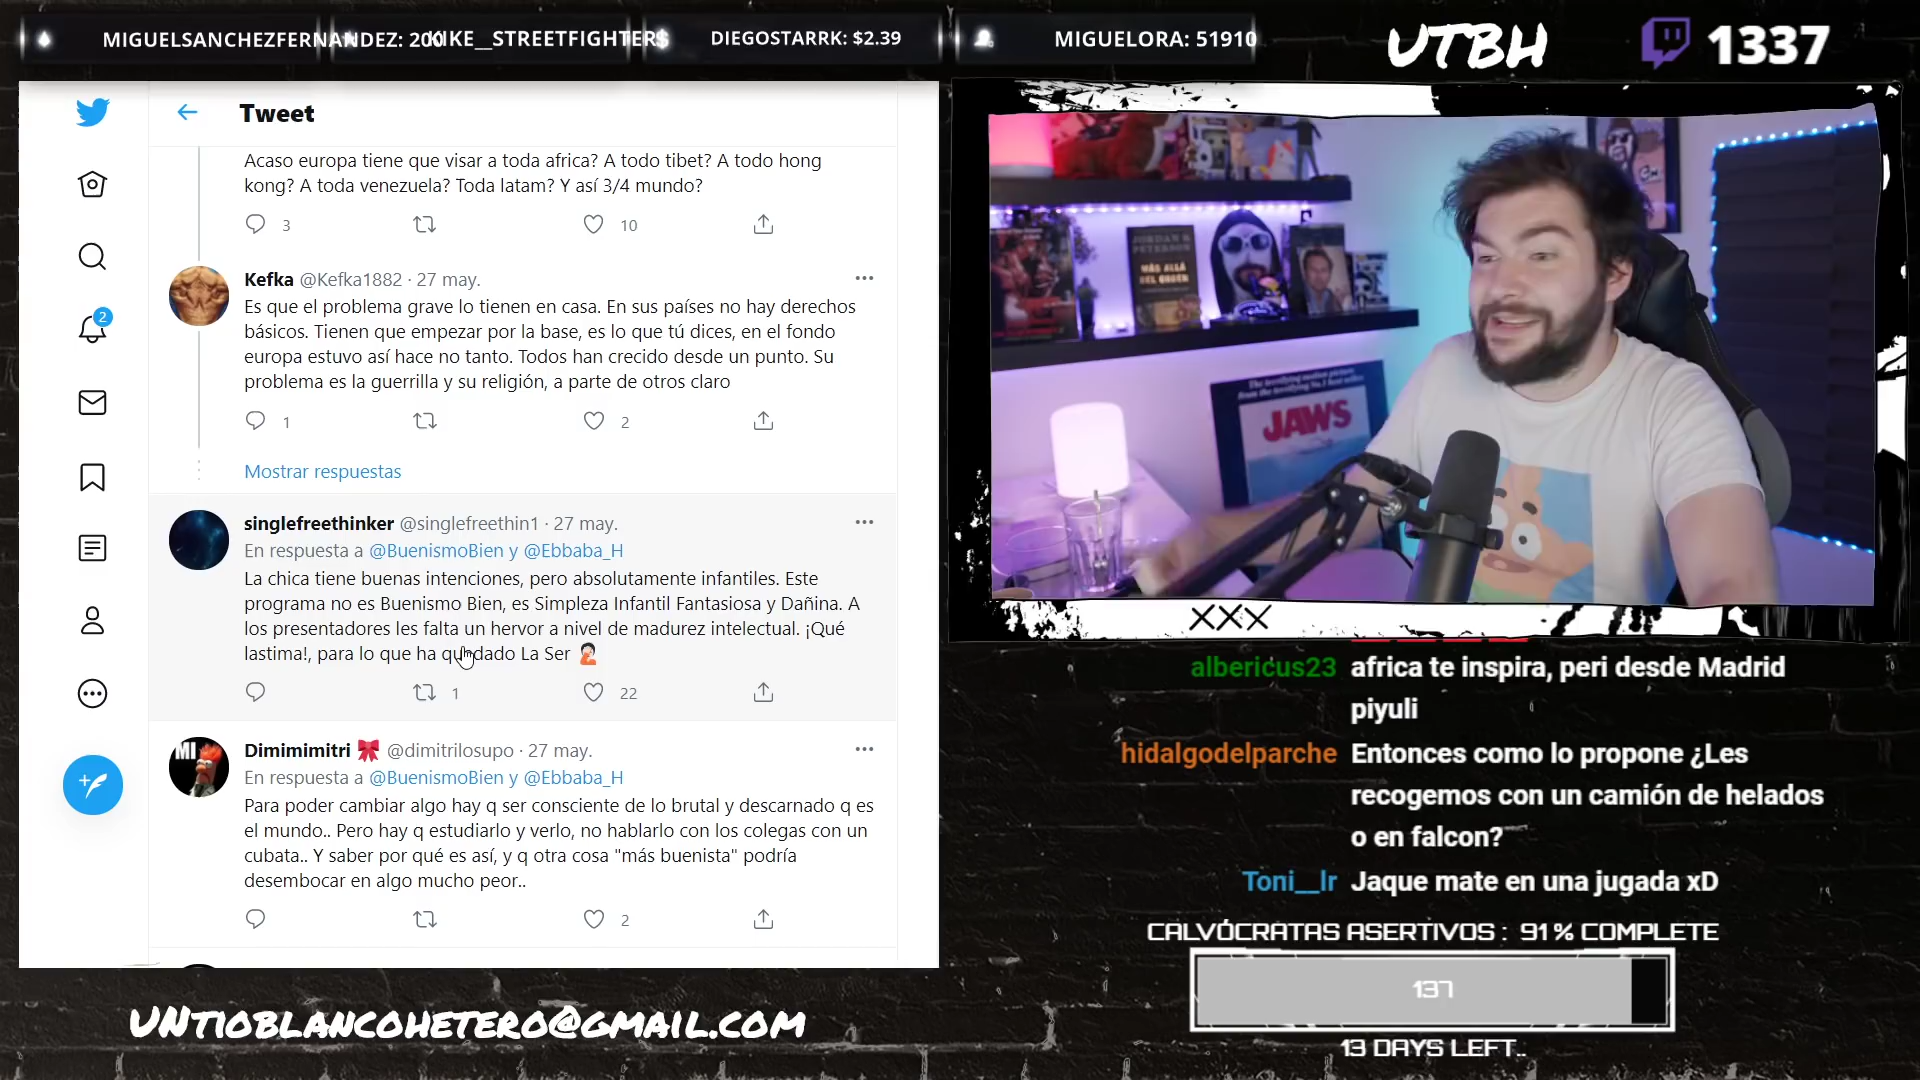 MIGUELSANCHEZFERNANDEZ: 200
KIKE__STREETFIGHTER$
DIEGOSTARRK: $2.39
MIGUELORA: 51910
UTBH
1337
Tweet
Acaso europa tiene que visar a toda africa? A todo tibet? A todo hong
kong? A toda venezuela? Toda latam? Y así 3/4 mundo?
3 10
Kefka @Kefka1882 · 27 may.
Es que el problema grave lo tienen en casa. En sus países no hay derechos
básicos. Tienen que empezar por la base, es lo que tú dices, en el fondo
europa estuvo así hace no tanto. Todos han crecido desde un punto. Su
problema es la guerrilla y su religión, a parte de otros claro
1 2
Mostrar respuestas
2
singlefreethinker @singlefreethin1 · 27 may.
En respuesta a @BuenismoBien y @Ebbaba_H
La chica tiene buenas intenciones, pero absolutamente infantiles. Este
programa no es Buenismo Bien, es Simpleza Infantil Fantasiosa y Dañina. A
los presentadores les falta un hervor a nivel de madurez intelectual. ¡Qué
lastima!, para lo que ha quedado La Ser
1 22
MI
Dimimimitri @dimitrilosupo · 27 may.
En respuesta a @BuenismoBien y @Ebbaba_H
Para poder cambiar algo hay q ser consciente de lo brutal y descarnado q es
el mundo.. Pero hay q estudiarlo y verlo, no hablarlo con los colegas con un
cubata.. Y saber por qué es así, y q otra cosa "más buenista" podría
desembocar en algo mucho peor..
2
UNTIOBLANCOHETERO@GMAIL.COM
JORDAN B.
PETERSON
MÁS ALLÁ
DEL ORDEN
JAWS
XXX
albericus23 africa te inspira, peri desde Madrid
piyuli
hidalgodelparche Entonces como lo propone ¿Les
recogemos con un camión de helados
o en falcon?
Toni__lr Jaque mate en una jugada xD
CALVÓCRATAS ASERTIVOS : 91% COMPLETE
137
13 DAYS LEFT..